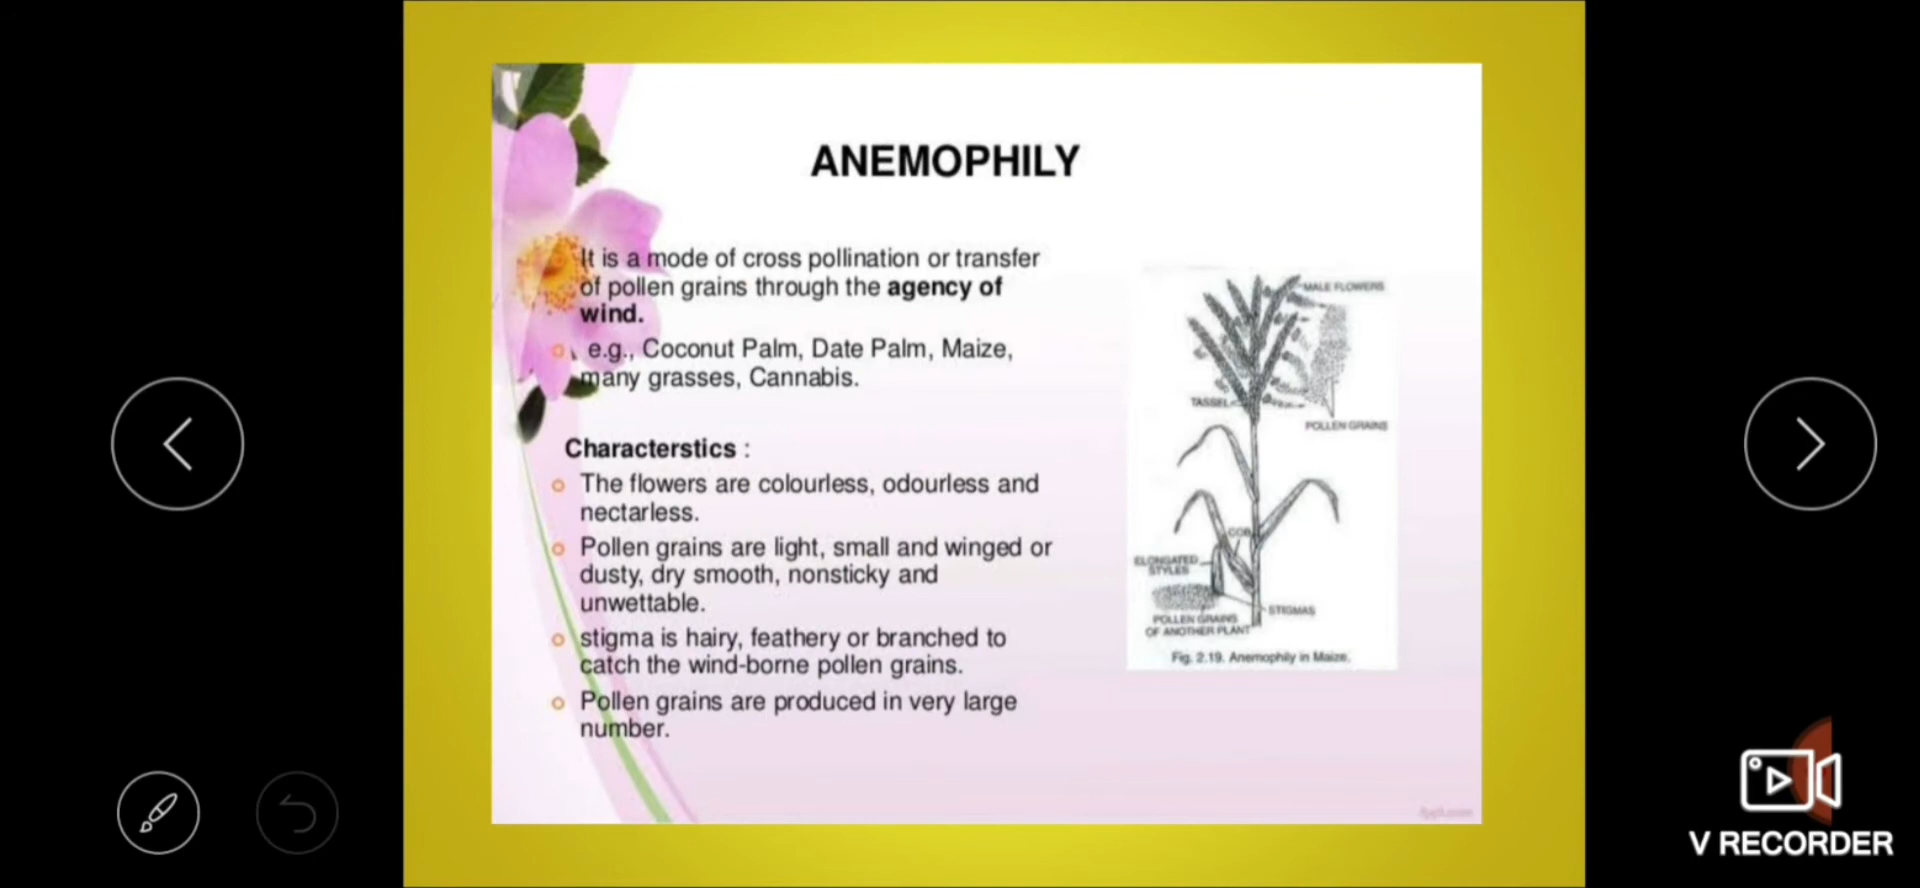 ANEMOPHILY
It is a mode of cross pollination or transfer
of pollen grains through the agency of
wind.
e.g., Coconut Palm, Date Palm, Maize,
many grasses, Cannabis.
Characterstics :
The flowers are colourless, odourless and
nectarless.
Pollen grains are light, small and winged or
dusty, dry smooth, nonsticky and
unwettable.
stigma is hairy, feathery or branched to
catch the wind-borne pollen grains.
Pollen grains are produced in very large
number.
MALE FLOWERS
TASSEL
POLLEN GRAINS
COB
ELONGATED
STYLES
STIGMAS
POLLEN GRAINS
OF ANOTHER PLANT
Fig. 2.19. Anemophily in Maize.
V RECORDER